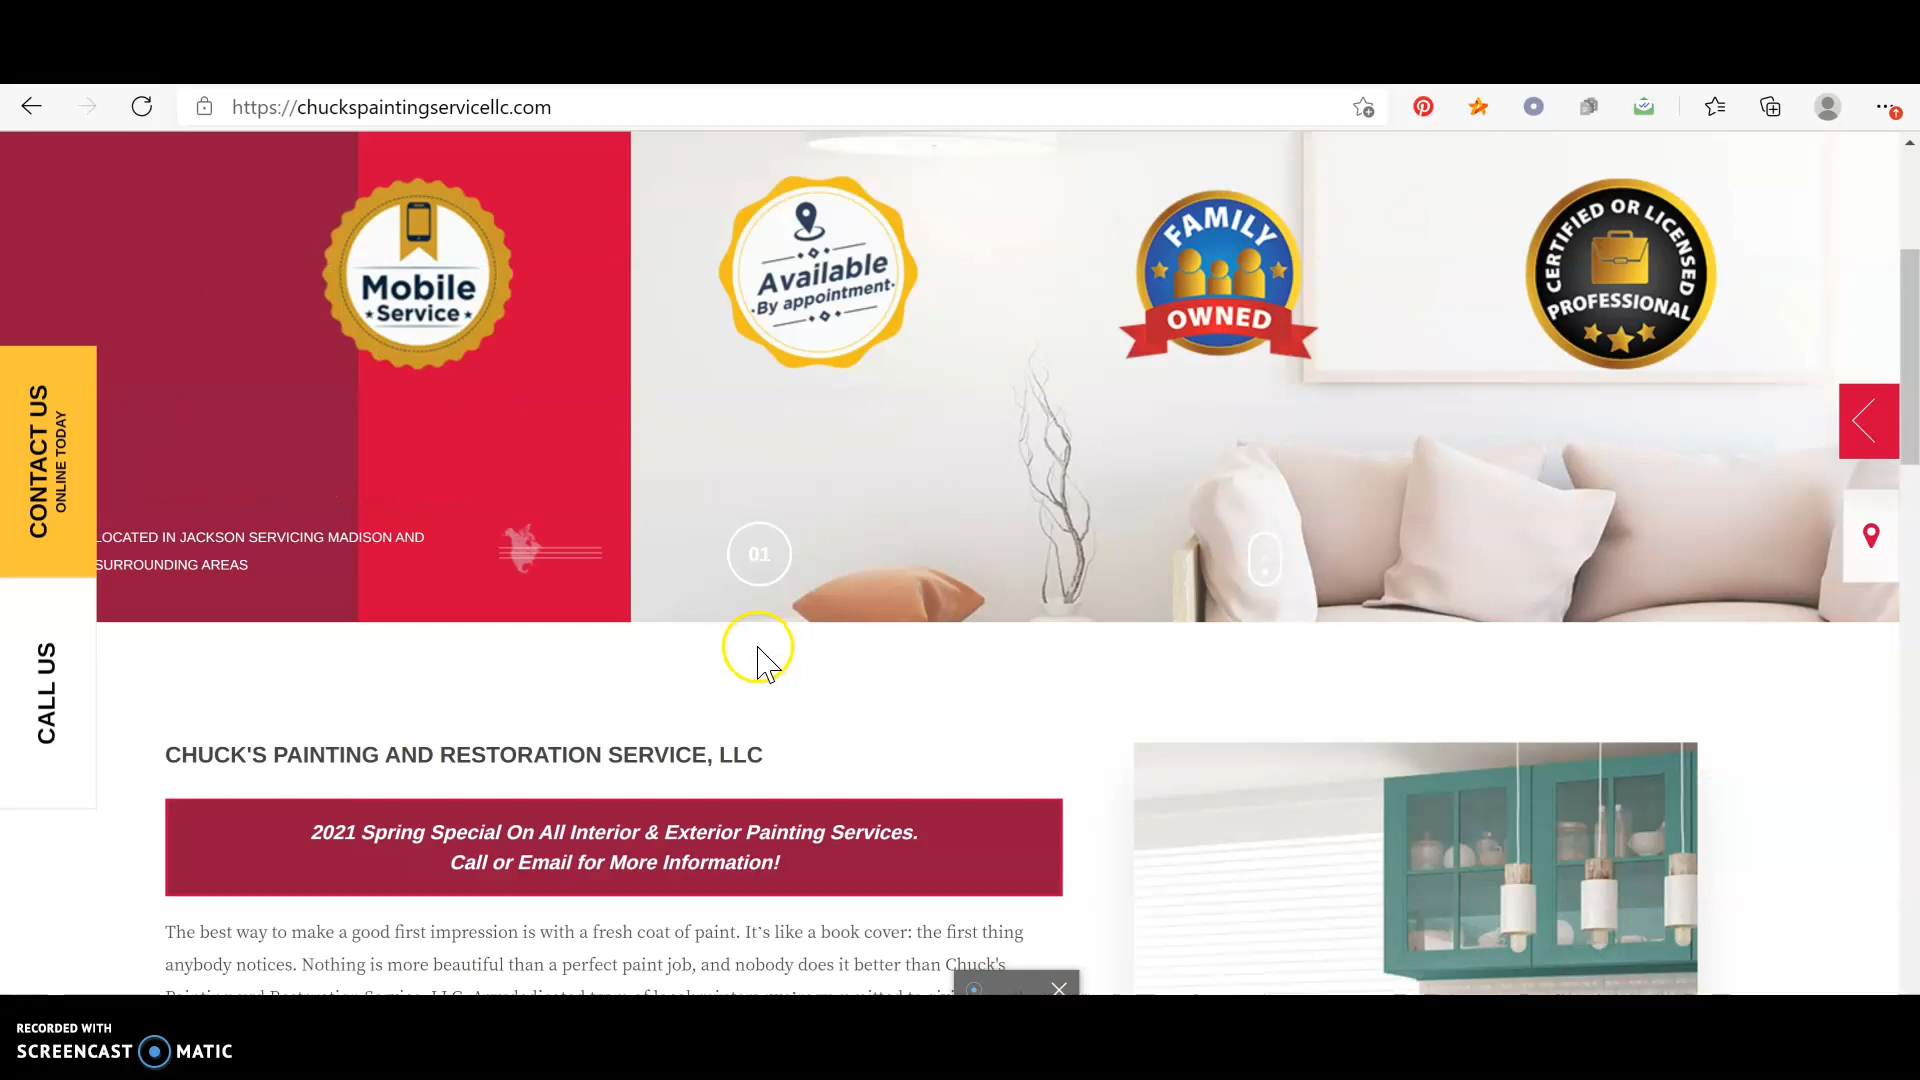 https://chuckspaintingservicellc.com
Mobile
Service
Available
By appointment
FAMILY
OWNED
CERTIFIED OR LICENSED
PROFESSIONAL
CONTACT US
ONLINE TODAY
LOCATED IN JACKSON SERVICING MADISON AND
SURROUNDING AREAS
01
CALL US
CHUCK'S PAINTING AND RESTORATION SERVICE, LLC
2021 Spring Special On All Interior & Exterior Painting Services.
Call or Email for More Information!
The best way to make a good first impression is with a fresh coat of paint. It’s like a book cover: the first thing
anybody notices. Nothing is more beautiful than a perfect paint job, and nobody does it better than Chuck's
RECORDED WITH
SCREENCAST MATIC